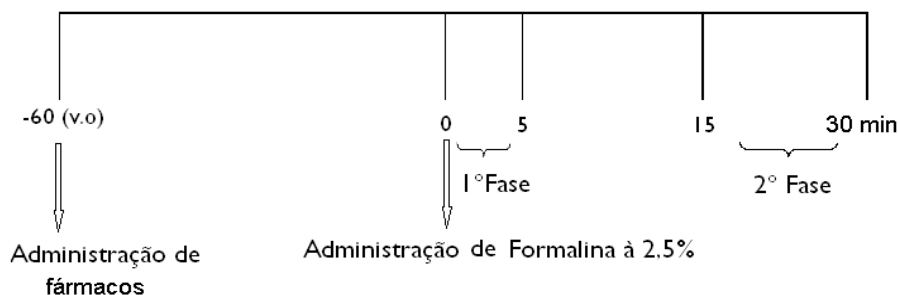 -60 (v.o)
0
5
15
30 min
1°Fase
2° Fase
Administração de
fármacos
Administração de Formalina à 2,5%